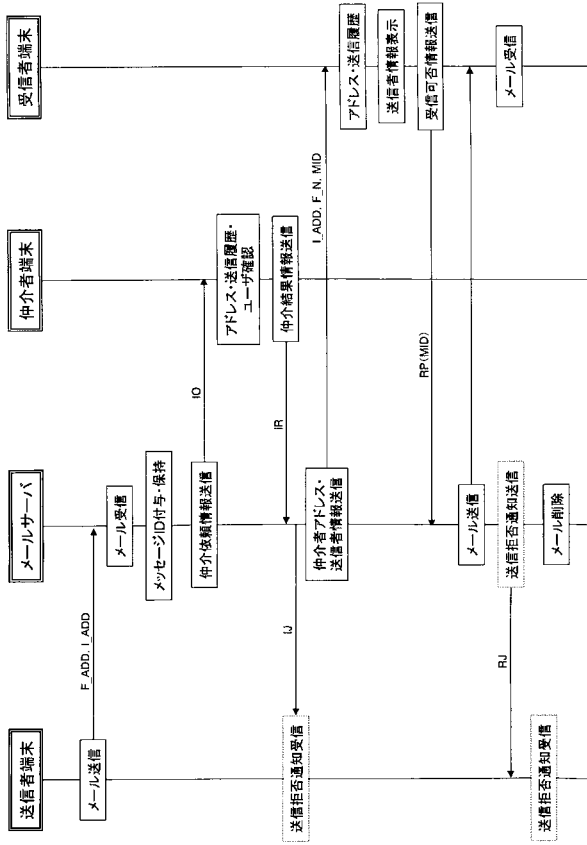 送信者端末
メールサーバ
仲介者端末
受信者端末
メール送信
F_ADD, I_ADD
メール受信
メッセージID付与・保持
仲介依頼情報送信
IO
アドレス・送信履歴・
ユーザ確認
仲介結果情報送信
IR
IJ
送信拒否通知受信
仲介者アドレス・
送信者情報送信
I_ADD, F_N, MID
アドレス・送信履歴
送信者情報表示
受信可否情報送信
RP(MID)
メール送信
メール受信
送信拒否通知送信
RJ
送信拒否通知受信
メール削除